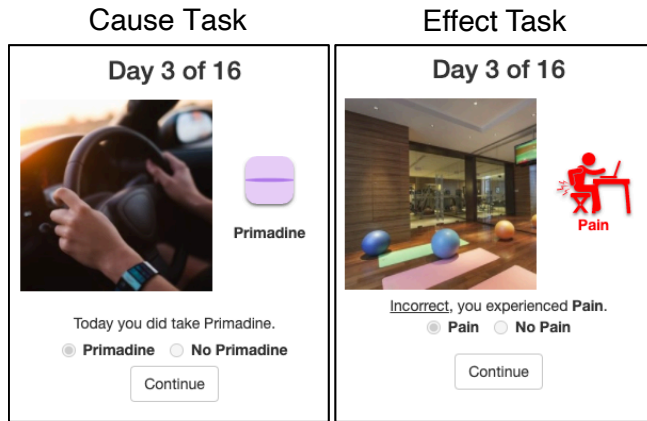 Cause Task
Effect Task
Day 3 of 16
Primadine
Today you did take Primadine.
Primadine No Primadine
Continue
Day 3 of 16
Pain
Incorrect, you experienced Pain.
Pain No Pain
Continue